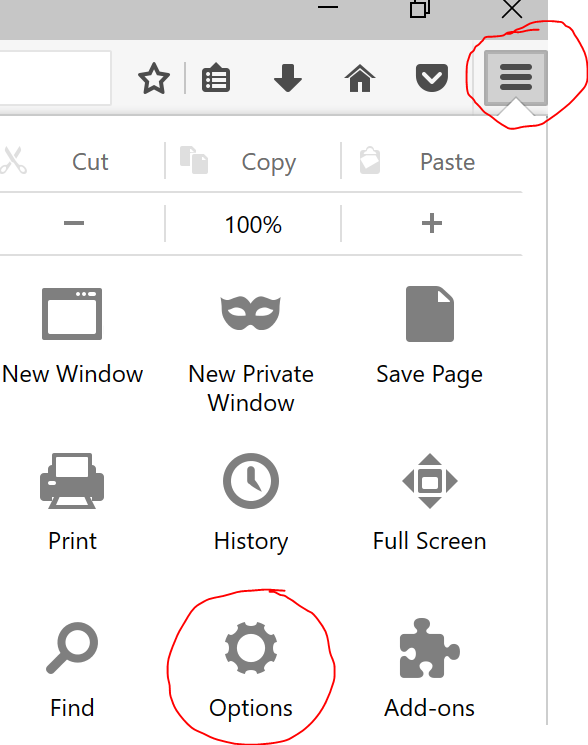 Cut Copy Paste
100%
New Window New Private Window Save Page
Print History Full Screen
Find Options Add-ons